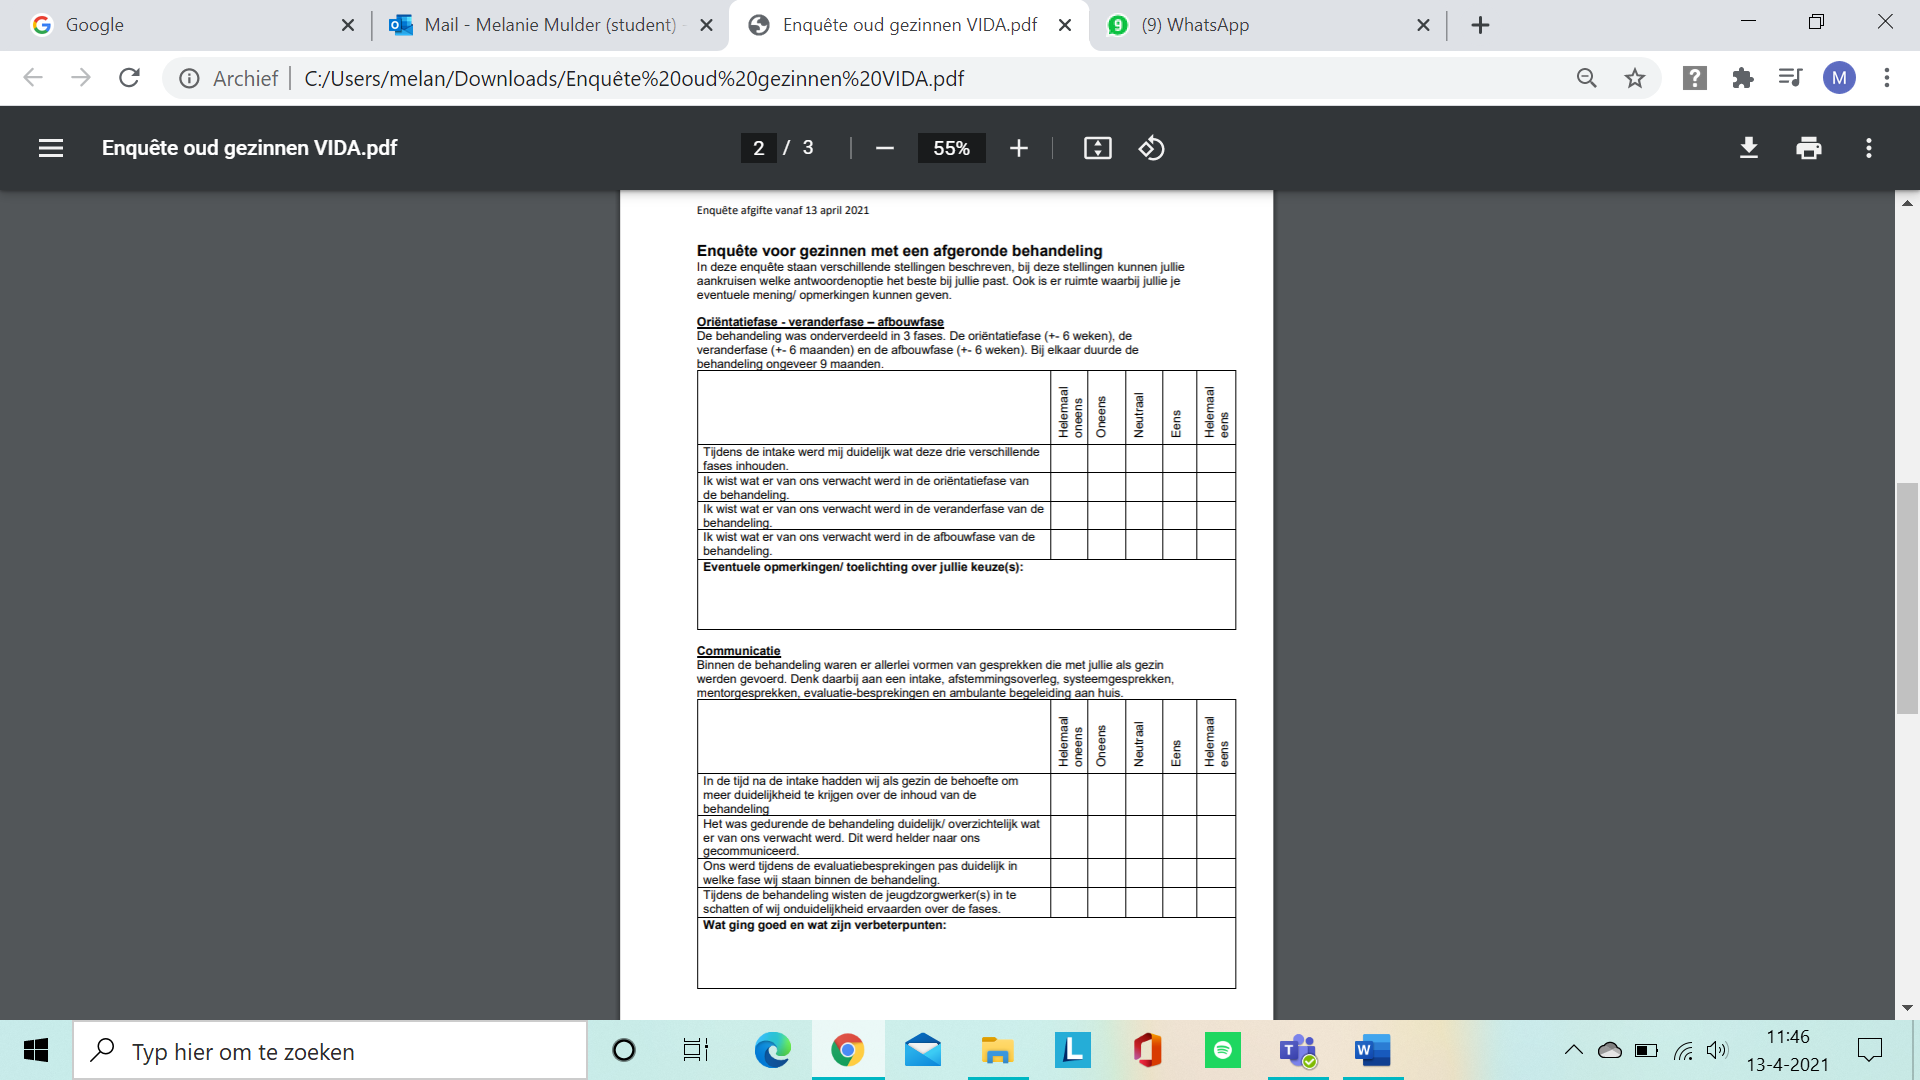 Google
Mail - Melanie Mulder (student) -
Enquête oud gezinnen VIDA.pdf
(9) WhatsApp
Archief
C:/Users/melan/Downloads/Enquête%20oud%20gezinnen%20VIDA.pdf
M
Enquête oud gezinnen VIDA.pdf
2 / 3
55%
Enquête afgifte vanaf 13 april 2021
Enquête voor gezinnen met een afgeronde behandeling
In deze enquête staan verschillende stellingen beschreven, bij deze stellingen kunnen jullie
aankruisen welke antwoordenoptie het beste bij jullie past. Ook is er ruimte waarbij jullie je
eventuele mening/ opmerkingen kunnen geven.
Oriëntatiefase - veranderfase – afbouwfase
De behandeling was onderverdeeld in 3 fases. De oriëntatiefase (+- 6 weken), de
veranderfase (+- 6 maanden) en de afbouwfase (+- 6 weken). Bij elkaar duurde de
behandeling ongeveer 9 maanden.
Helemaal
oneens
Oneens
Neutraal
Eens
Helemaal
eens
Tijdens de intake werd mij duidelijk wat deze drie verschillende
fases inhouden.
Ik wist wat er van ons verwacht werd in de oriëntatiefase van
de behandeling.
Ik wist wat er van ons verwacht werd in de veranderfase van de
behandeling.
Ik wist wat er van ons verwacht werd in de afbouwfase van de
behandeling.
Eventuele opmerkingen/ toelichting over jullie keuze(s):
Communicatie
Binnen de behandeling waren er allerlei vormen van gesprekken die met jullie als gezin
werden gevoerd. Denk daarbij aan een intake, afstemmingsoverleg, systeemgesprekken,
mentorgesprekken, evaluatie-besprekingen en ambulante begeleiding aan huis.
Helemaal
oneens
Oneens
Neutraal
Eens
Helemaal
eens
In de tijd na de intake hadden wij als gezin de behoefte om
meer duidelijkheid te krijgen over de inhoud van de
behandeling
Het was gedurende de behandeling duidelijk/ overzichtelijk wat
er van ons verwacht werd. Dit werd helder naar ons
gecommuniceerd.
Ons werd tijdens de evaluatiebesprekingen pas duidelijk in
welke fase wij staan binnen de behandeling.
Tijdens de behandeling wisten de jeugdzorgwerker(s) in te
schatten of wij onduidelijkheid ervaarden over de fases.
Wat ging goed en wat zijn verbeterpunten:
Typ hier om te zoeken
11:46
13-4-2021